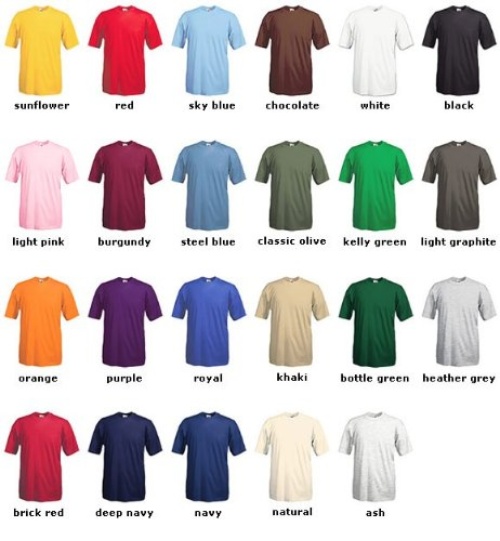 sunflower red sky blue chocolate white black
light pink burgundy steel blue classic olive kelly green light graphite
orange purple royal khaki bottle green heather grey
brick red deep navy navy natural ash